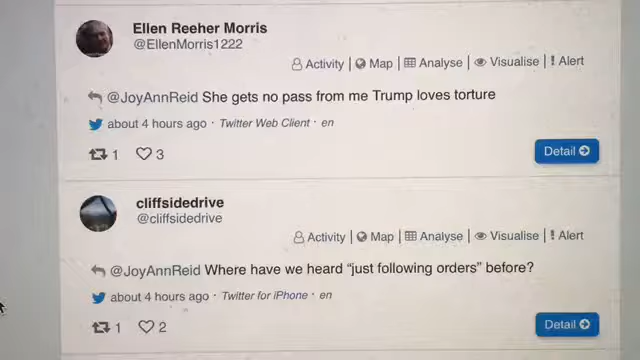 Ellen Reeher Morris
@EllenMorris1222
Activity | Map | Analyse | Visualise | ! Alert
@JoyAnnReid She gets no pass from me Trump loves torture
about 4 hours ago · Twitter Web Client · en
1 3
Detail
cliffsidedrive
@cliffsidedrive
Activity | Map | Analyse | Visualise | ! Alert
@JoyAnnReid Where have we heard “just following orders” before?
about 4 hours ago · Twitter for iPhone · en
1 2
Detail